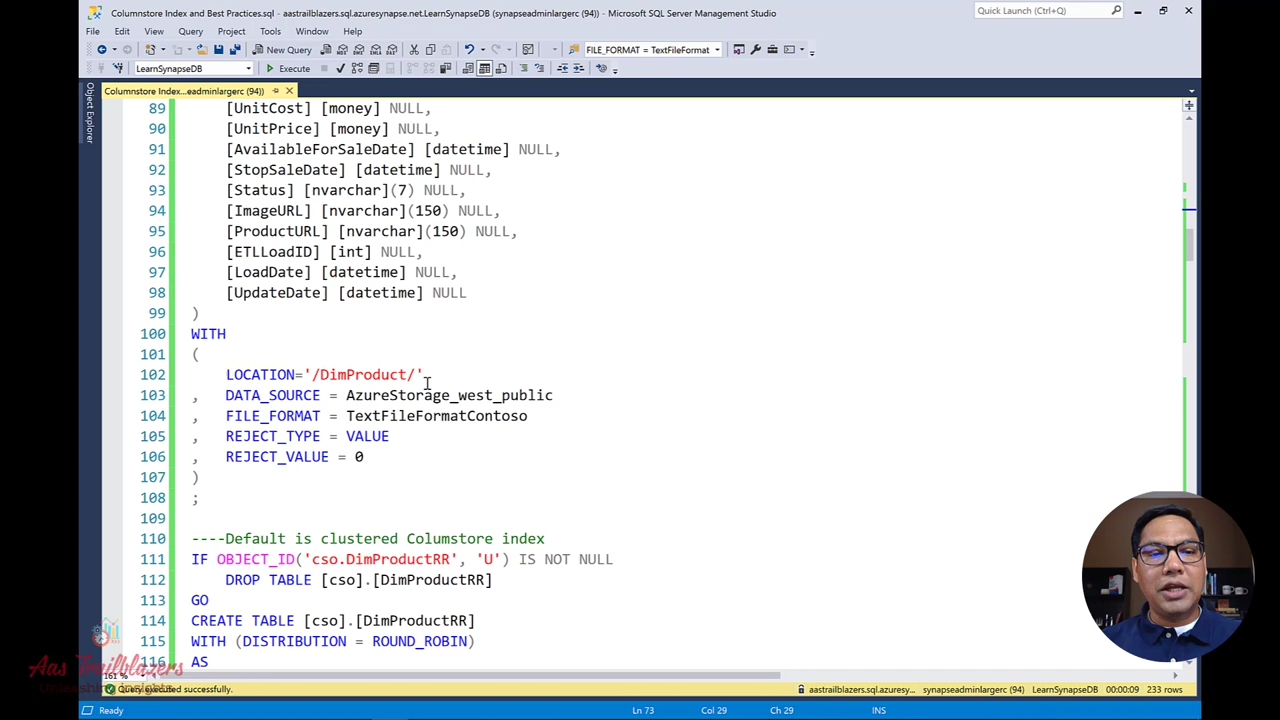 Columnstore Index and Best Practices.sql - aastrailblazers.sql.azuresynapse.net.LearnSynapseDB (synapseadminlargerc (94)) - Microsoft SQL Server Management Studio
Quick Launch (Ctrl+Q)
File Edit View Query Project Tools Window Help
New Query
FILE_FORMAT = TextFileFormat
LearnSynapseDB
Execute
Object Explorer
Columnstore Index...eadminlargerc (94))
89 [UnitCost] [money] NULL,
90 [UnitPrice] [money] NULL,
91 [AvailableForSaleDate] [datetime] NULL,
92 [StopSaleDate] [datetime] NULL,
93 [Status] [nvarchar](7) NULL,
94 [ImageURL] [nvarchar](150) NULL,
95 [ProductURL] [nvarchar](150) NULL,
96 [ETLLoadID] [int] NULL,
97 [LoadDate] [datetime] NULL,
98 [UpdateDate] [datetime] NULL
99 )
100 WITH
101 (
102 LOCATION='/DimProduct/'
103 , DATA_SOURCE = AzureStorage_west_public
104 , FILE_FORMAT = TextFileFormatContoso
105 , REJECT_TYPE = VALUE
106 , REJECT_VALUE = 0
107 )
108 ;
109
110 ----Default is clustered Columstore index
111 IF OBJECT_ID('cso.DimProductRR', 'U') IS NOT NULL
112 DROP TABLE [cso].[DimProductRR]
113 GO
114 CREATE TABLE [cso].[DimProductRR]
115 WITH (DISTRIBUTION = ROUND_ROBIN)
116 AS
161 %
Aas Trailblazers
Unleashing Insights
Query executed successfully.
aastrailblazers.sql.azuresy...
synapseadminlargerc (94)
LearnSynapseDB
00:00:09
233 rows
Ready
Ln 73
Col 29
Ch 29
INS